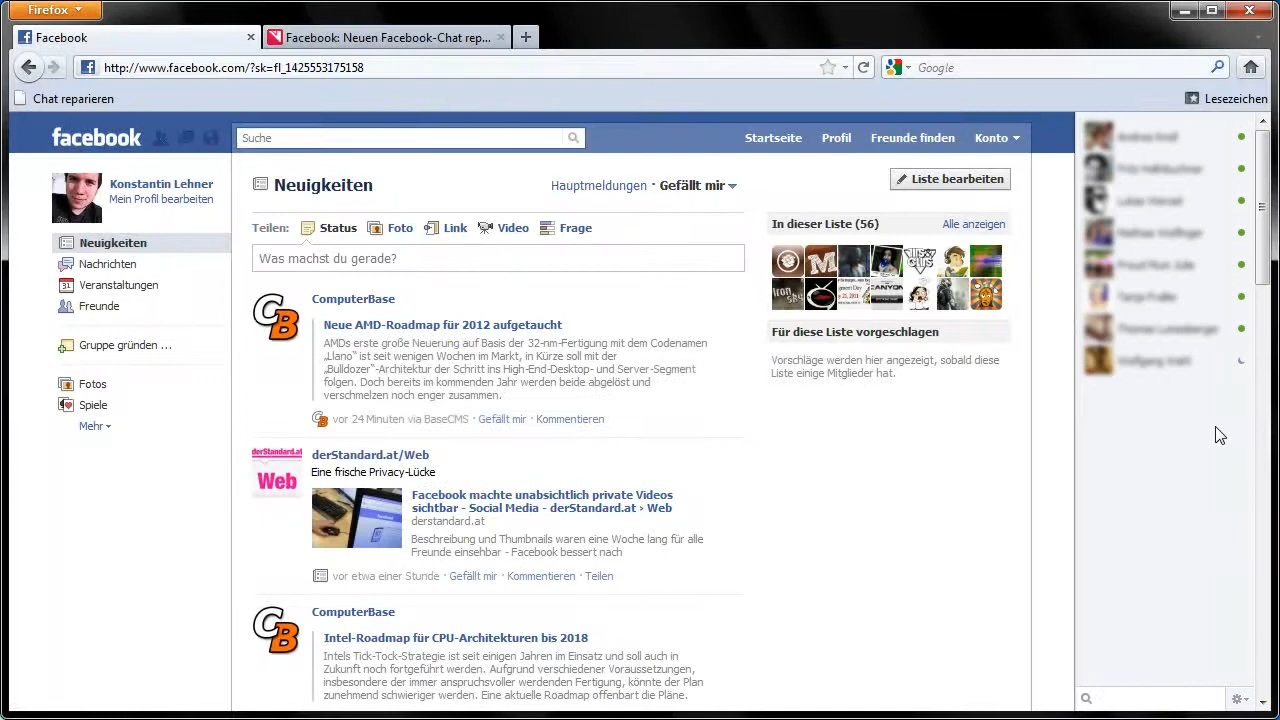 Firefox
Facebook
Facebook: Neuen Facebook-Chat rep...
http://www.facebook.com/?sk=fl_1425553175158
Google
Chat reparieren
Lesezeichen
facebook
Suche
Startseite Profil Freunde finden Konto
Konstantin Lehner
Mein Profil bearbeiten
Neuigkeiten
Nachrichten
31 Veranstaltungen
Freunde
Gruppe gründen ...
Fotos
Spiele
Mehr
Neuigkeiten
Hauptmeldungen · Gefällt mir
Teilen: Status Foto Link Video Frage
Was machst du gerade?
CB
ComputerBase
Neue AMD-Roadmap für 2012 aufgetaucht
AMDs erste große Neuerung auf Basis der 32-nm-Fertigung mit dem Codenamen
„Llano“ ist seit wenigen Wochen im Markt, in Kürze soll mit der
„Bulldozer“-Architektur der Schritt ins High-End-Desktop- und Server-Segment
folgen. Doch bereits im kommenden Jahr werden beide abgelöst und
verschmelzen noch enger zusammen.
vor 24 Minuten via BaseCMS · Gefällt mir · Kommentieren
derStandard.at
Web
derStandard.at/Web
Eine frische Privacy-Lücke
Facebook machte unabsichtlich private Videos
sichtbar - Social Media - derStandard.at › Web
derstandard.at
Beschreibung und Thumbnails waren eine Woche lang für alle
Freunde einsehbar - Facebook bessert nach
vor etwa einer Stunde · Gefällt mir · Kommentieren · Teilen
CB
ComputerBase
Intel-Roadmap für CPU-Architekturen bis 2018
Intels Tick-Tock-Strategie ist seit einigen Jahren im Einsatz und soll auch in
Zukunft noch fortgeführt werden. Aufgrund verschiedener Voraussetzungen,
insbesondere der immer anspruchsvoller werdenden Fertigung, könnte der Plan
zunehmend schwieriger werden. Eine aktuelle Roadmap offenbart die Pläne.
Liste bearbeiten
In dieser Liste (56)
Alle anzeigen
Für diese Liste vorgeschlagen
Vorschläge werden hier angezeigt, sobald diese
Liste einige Mitglieder hat.